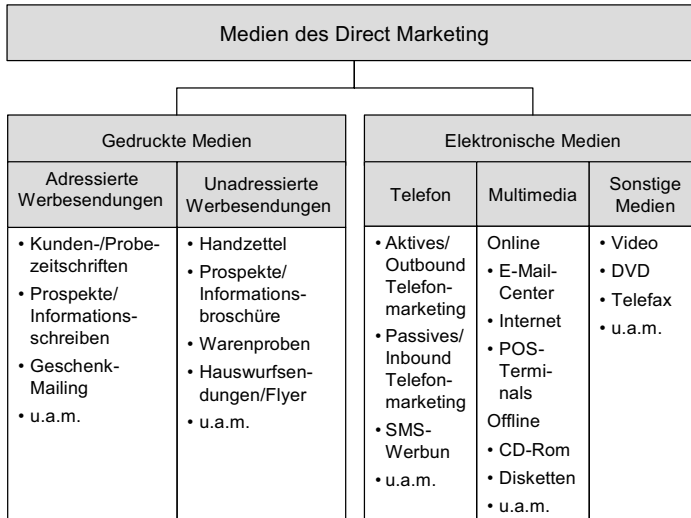 Medien des Direct Marketing
Gedruckte Medien
Adressierte
Werbesendungen
• Kunden-/Probe-
zeitschriften
• Prospekte/
Informations-
schreiben
• Geschenk-
Mailing
• u.a.m.
Unadressierte
Werbesendungen
• Handzettel
• Prospekte/
Informations-
broschüre
• Warenproben
• Hauswurfsen-
dungen/Flyer
• u.a.m.
Elektronische Medien
Telefon
• Aktives/
Outbound
Telefon-
marketing
• Passives/
Inbound
Telefon-
marketing
• SMS-
Werbun
• u.a.m.
Multimedia
Online
• E-Mail-
Center
• Internet
• POS-
Termi-
nals
Offline
• CD-Rom
• Disketten
• u.a.m.
Sonstige
Medien
• Video
• DVD
• Telefax
• u.a.m.